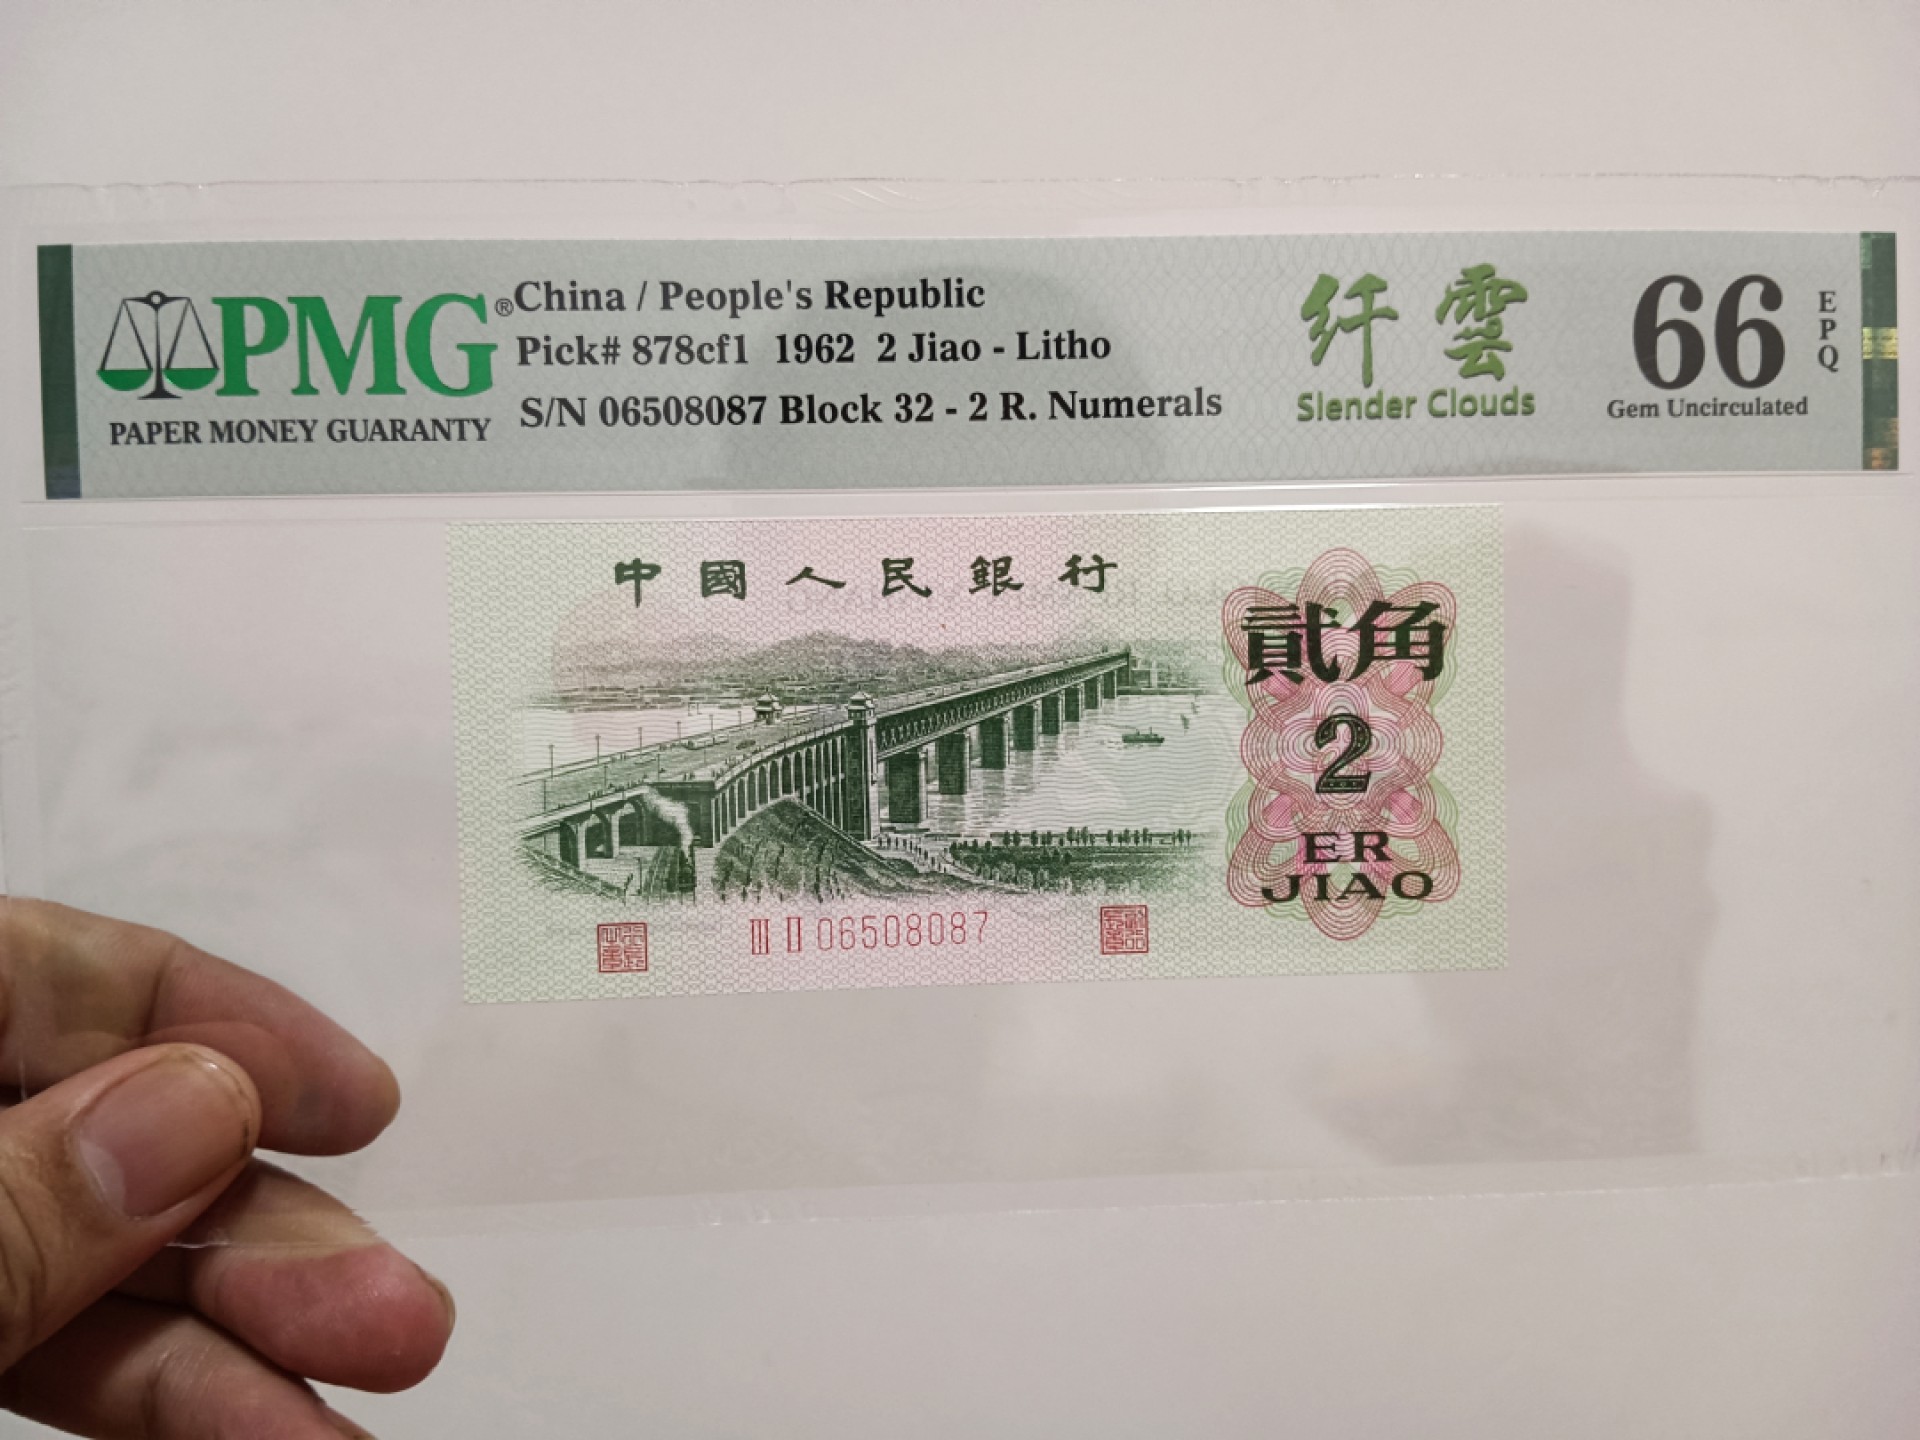 PMG®
PAPER MONEY GUARANTY
China / People's Republic
Pick# 878cf1 1962 2 Jiao - Litho
S/N 06508087 Block 32 - 2 R. Numerals
纤雲
Slender Clouds
66
EPQ
Gem Uncirculated
中國人民銀行
貳角
2
ER
JIAO
III II 06508087